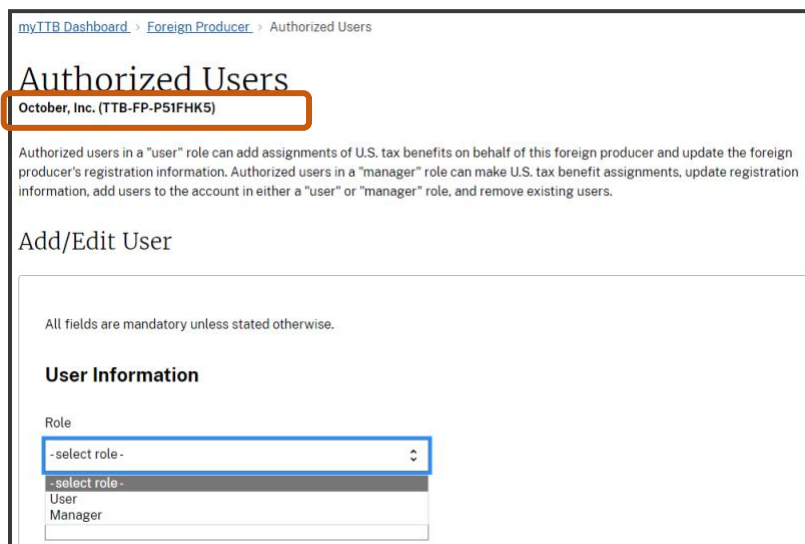 myTTB Dashboard > Foreign Producer > Authorized Users
Authorized Users
October, Inc. (TTB-FP-P51FHK5)
Authorized users in a "user" role can add assignments of U.S. tax benefits on behalf of this foreign producer and update the foreign
producer's registration information. Authorized users in a "manager" role can make U.S. tax benefit assignments, update registration
information, add users to the account in either a "user" or "manager" role, and remove existing users.
Add/Edit User
All fields are mandatory unless stated otherwise.
User Information
Role
- select role -
- select role -
User
Manager